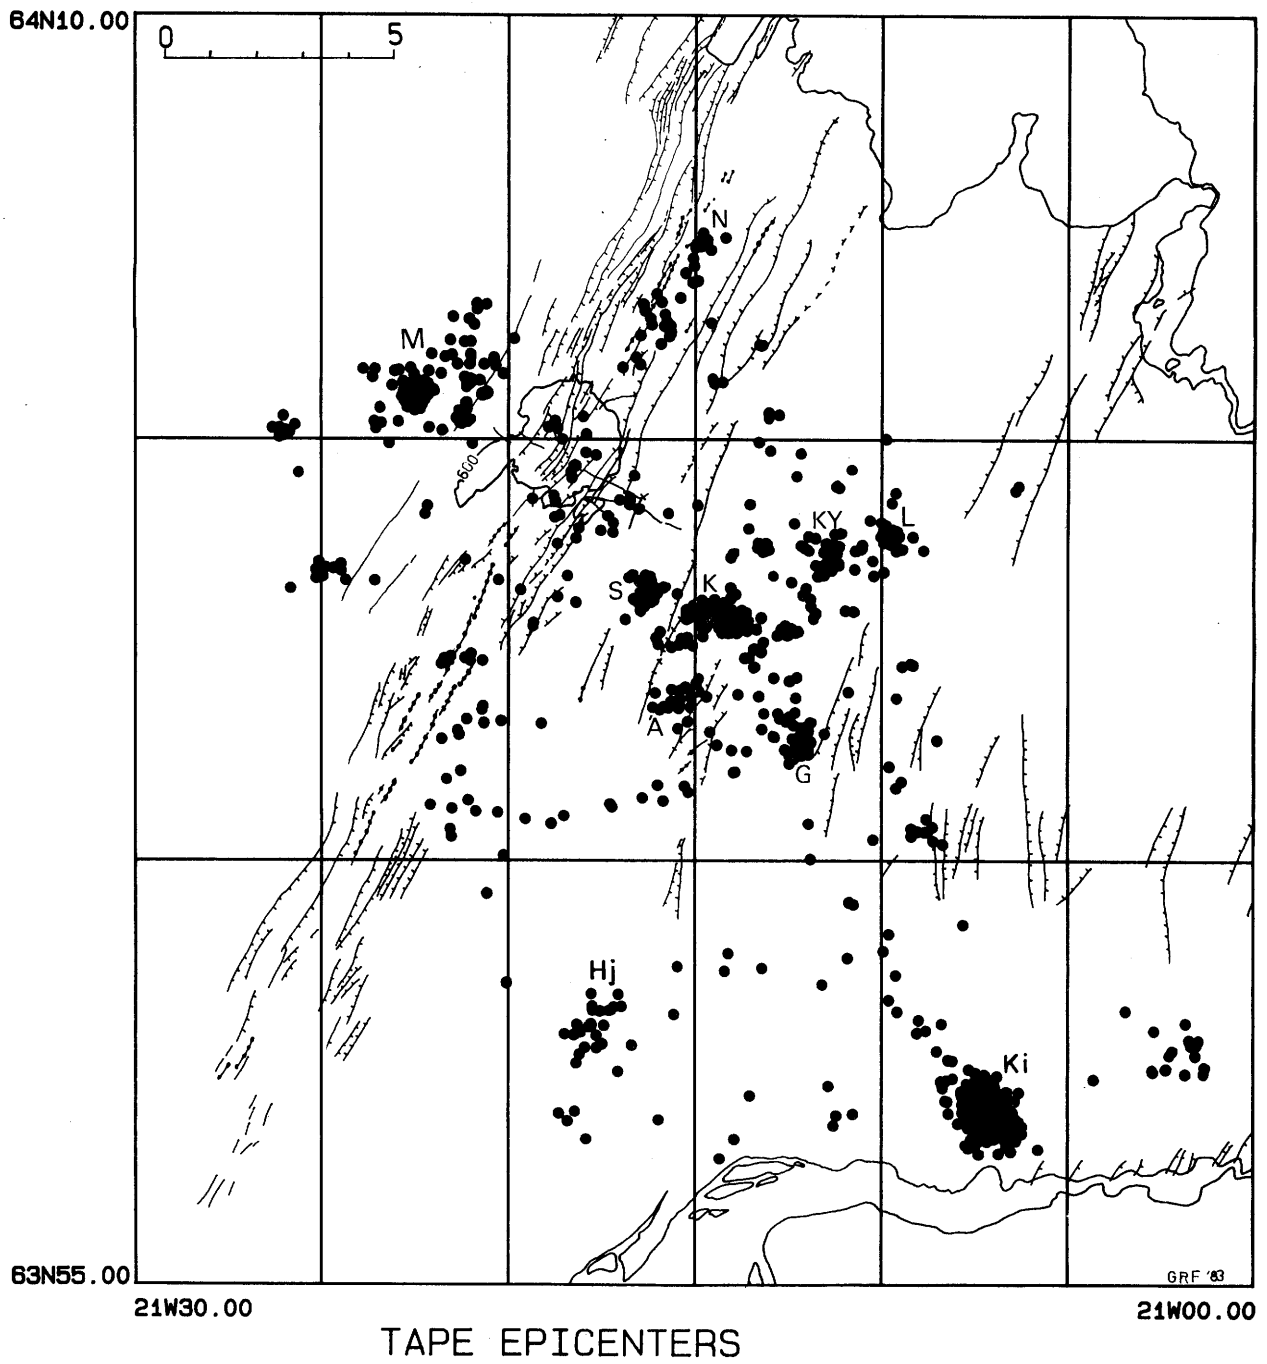 64N10.00
0 5
N
M
600
L
KY
S K
A
G
Hj
Ki
GRF '83
63N55.00
21W30.00 21W00.00
TAPE EPICENTERS